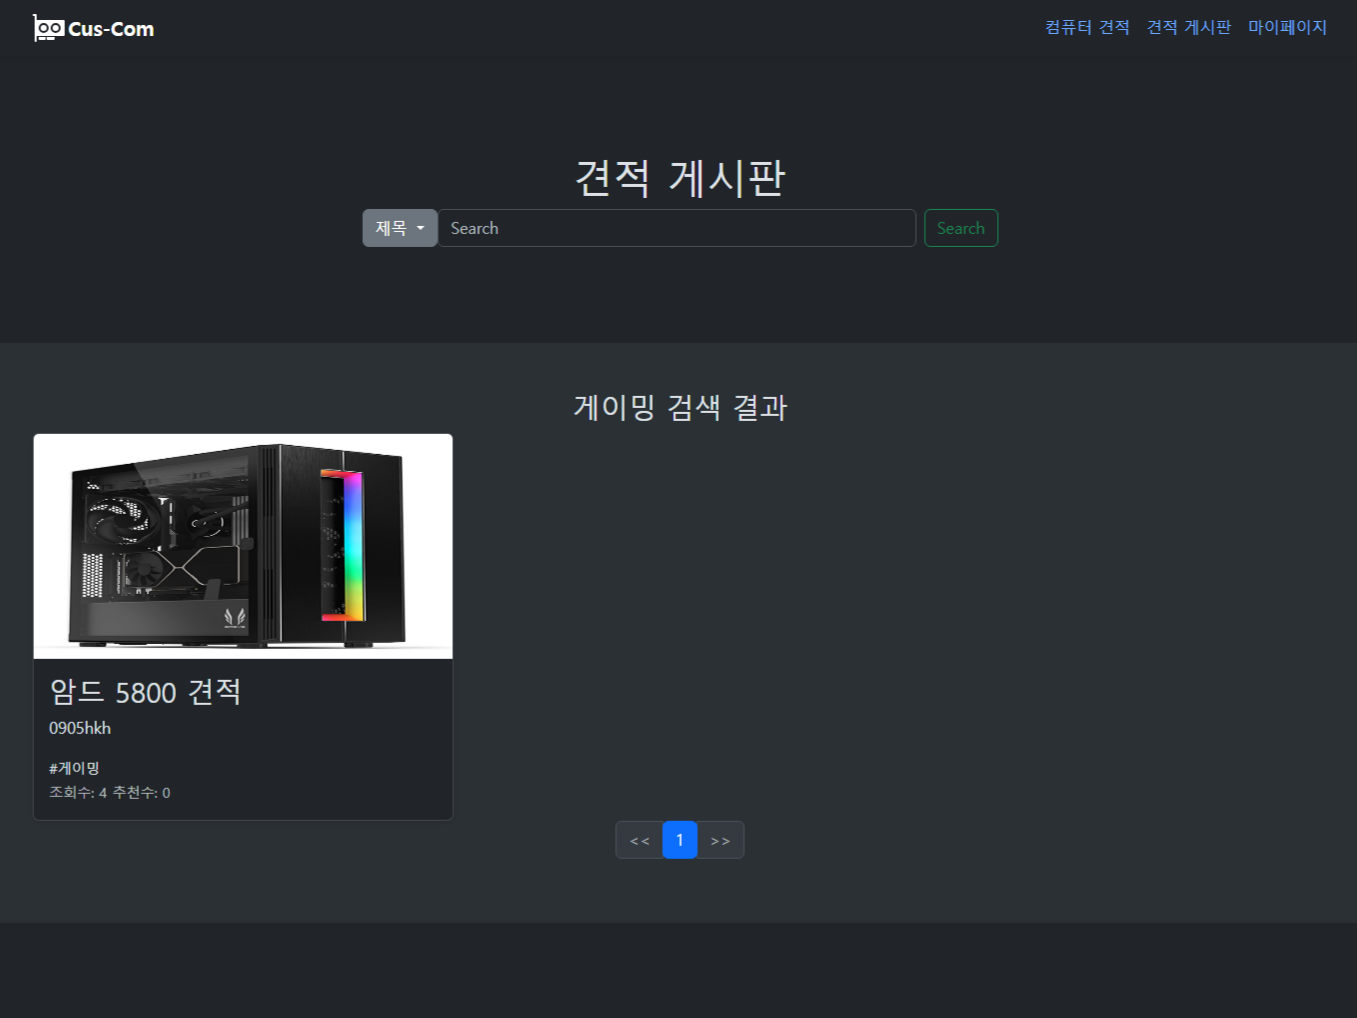 Cus-Com
컴퓨터 견적 견적 게시판 마이페이지
견적 게시판
제목 Search Search
게이밍 검색 결과
암드 5800 견적
0905hkh
#게이밍
조회수: 4 추천수: 0
<< 1 >>